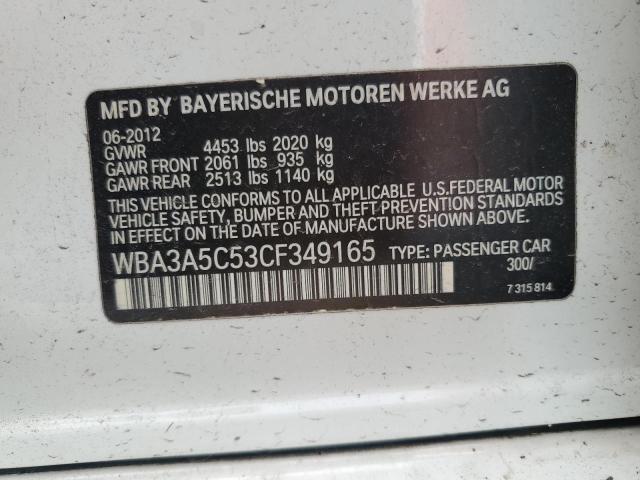 MFD BY BAYERISCHE MOTOREN WERKE AG
06-2012
GVWR 4453 lbs 2020 kg
GAWR FRONT 2061 lbs 935 kg
GAWR REAR 2513 lbs 1140 kg
THIS VEHICLE CONFORMS TO ALL APPLICABLE U.S.FEDERAL MOTOR
VEHICLE SAFETY, BUMPER AND THEFT PREVENTION STANDARDS
IN EFFECT ON THE DATE OF MANUFACTURE SHOWN ABOVE.
WBA3A5C53CF349165 TYPE: PASSENGER CAR
300/
7 315 814